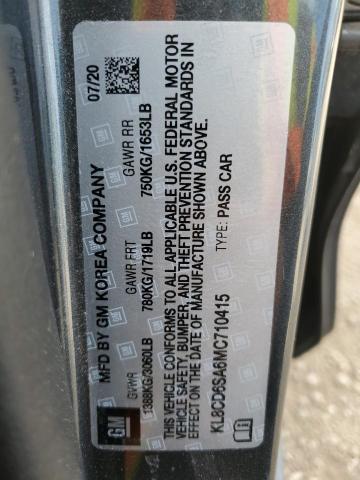 MFD BY GM KOREA COMPANY 07/20
GVWR GAWR FRT GAWR RR
1388KG/3060LB 780KG/1719LB 750KG/1653LB
THIS VEHICLE CONFORMS TO ALL APPLICABLE U.S. FEDERAL MOTOR
VEHICLE SAFETY, BUMPER, AND THEFT PREVENTION STANDARDS IN
EFFECT ON THE DATE OF MANUFACTURE SHOWN ABOVE.
KL8CD6SA6MC710415 TYPE: PASS CAR
GM